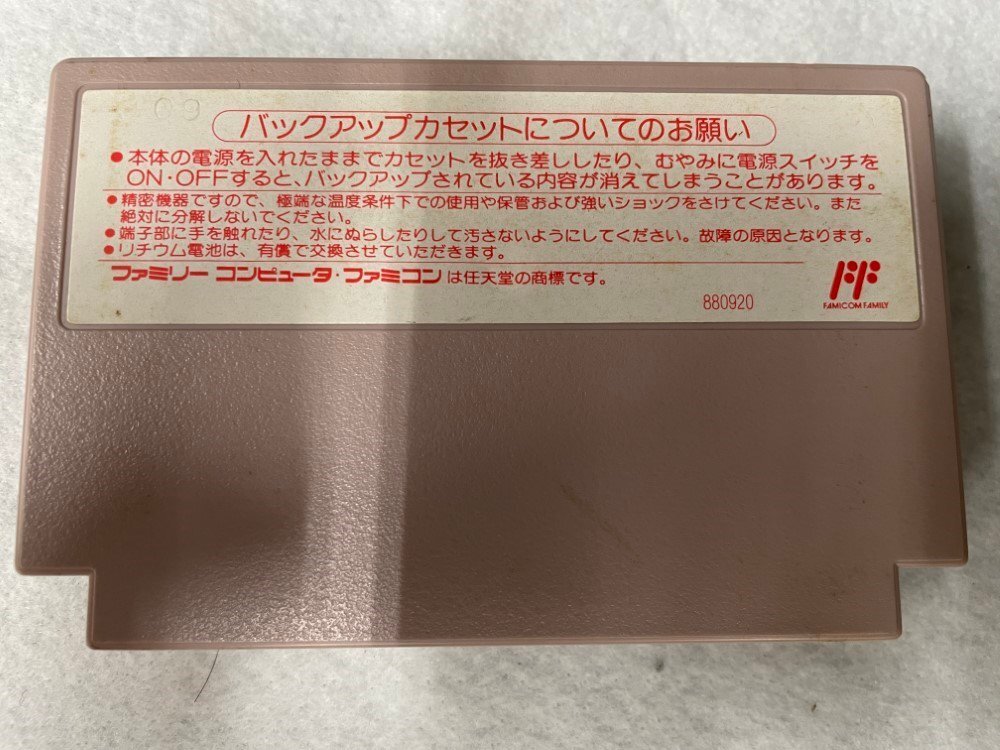 09
バックアップカセットについてのお願い
●本体の電源を入れたままでカセットを抜き差ししたり、むやみに電源スイッチを
ON・OFFすると、バックアップされている内容が消えてしまうことがあります。
●精密機器ですので、極端な温度条件下での使用や保管および強いショックをさけてください。また
絶対に分解しないでください。
●端子部に手を触れたり、水にぬらしたりして汚さないようにしてください。故障の原因となります。
●リチウム電池は、有償で交換させていただきます。
ファミリー コンピュータ・ファミコン は任天堂の商標です。
880920
FAMICOM FAMILY